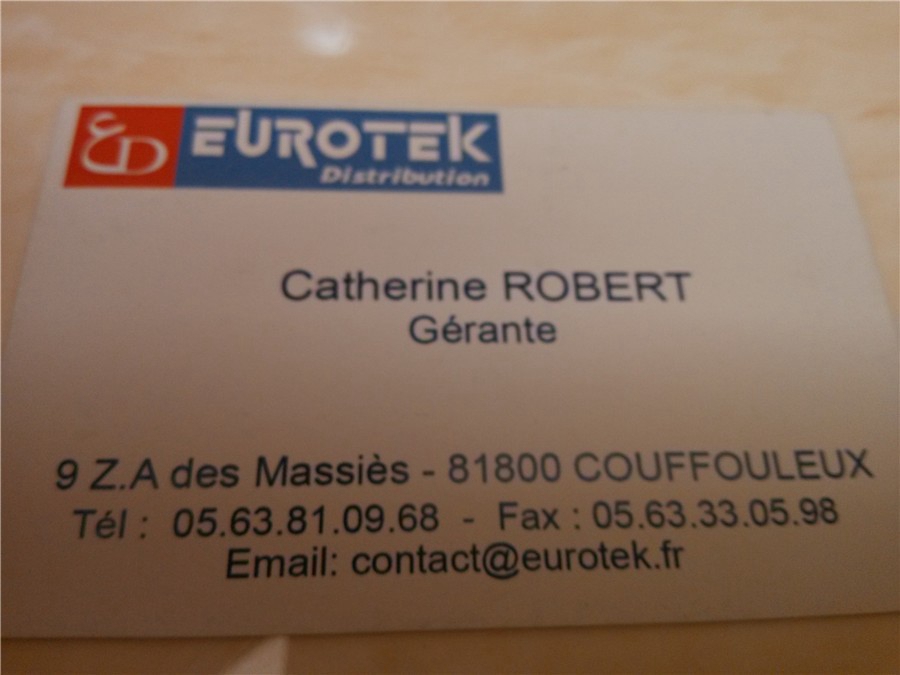 EUROTEK
Distribution
Catherine ROBERT
Gérante
9 Z.A des Massiès - 81800 COUFFOULEUX
Tél : 05.63.81.09.68 - Fax : 05.63.33.05.98
Email: contact@eurotek.fr